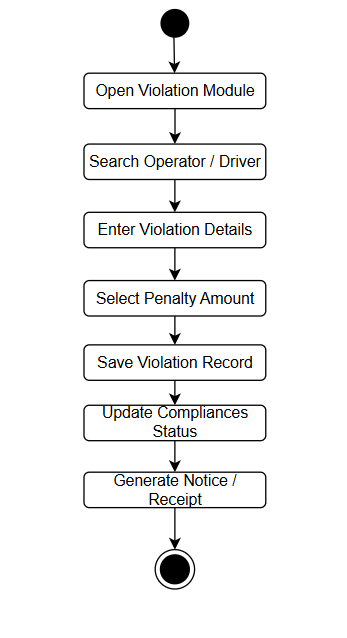 Open Violation Module
Search Operator / Driver
Enter Violation Details
Select Penalty Amount
Save Violation Record
Update Compliances
Status
Generate Notice /
Receipt